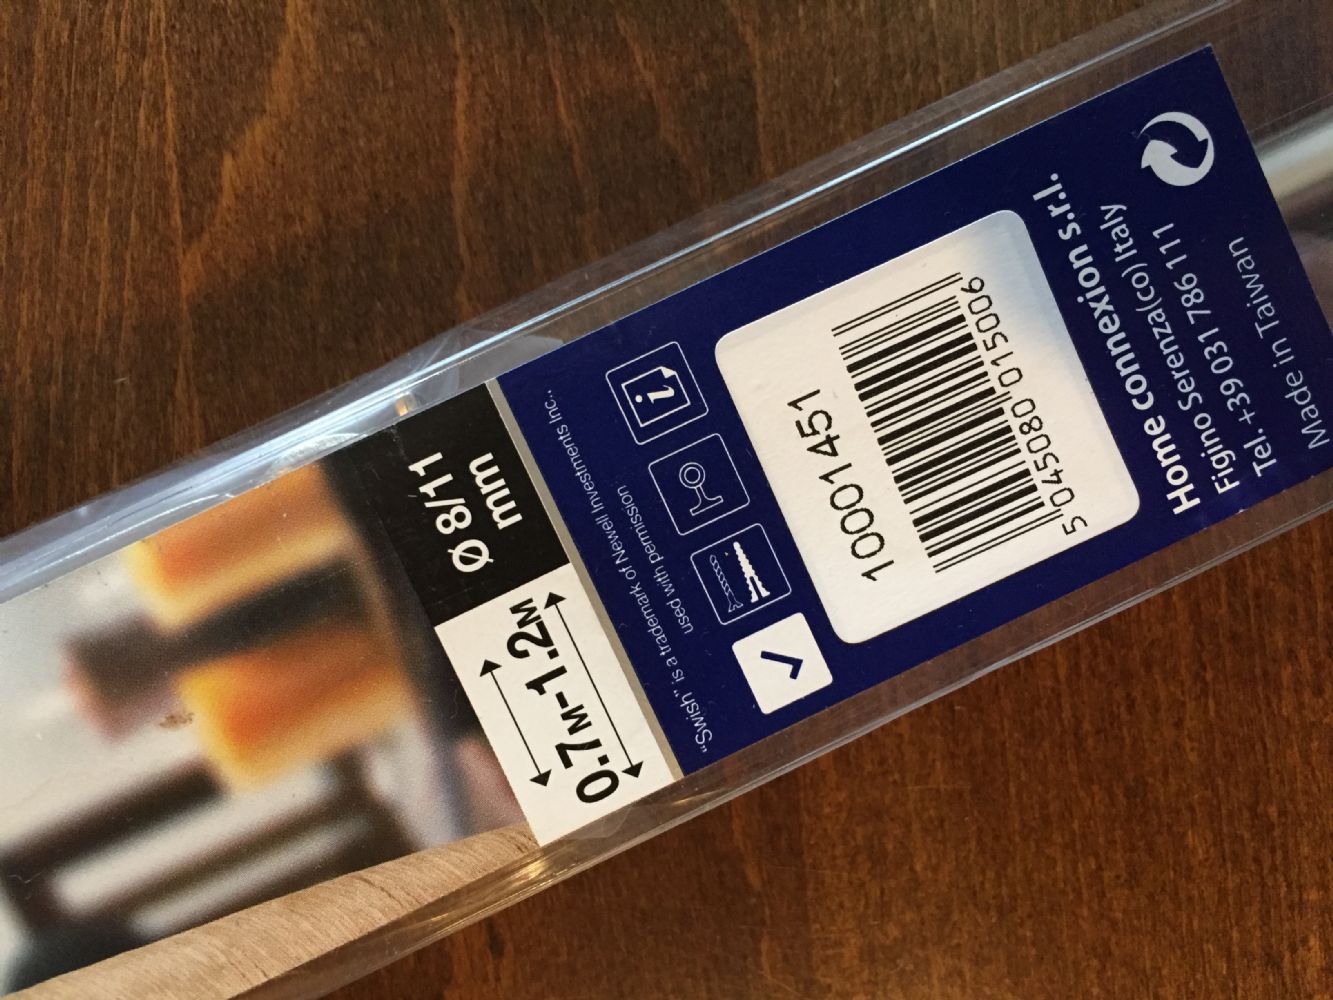 Ø 8/11
mm
0.7M-1.2M
"Swish" is a trademark of Newell Investments Inc.,
used with permission
10001451
5 045080 015006
Home connexion s.r.l.
Figino Serenza(co)Italy
Tel. +39 031 786 111
Made in Taiwan